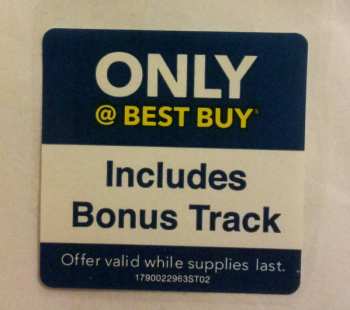 ONLY
@ BEST BUY
Includes
Bonus Track
Offer valid while supplies last.
1790022963ST02